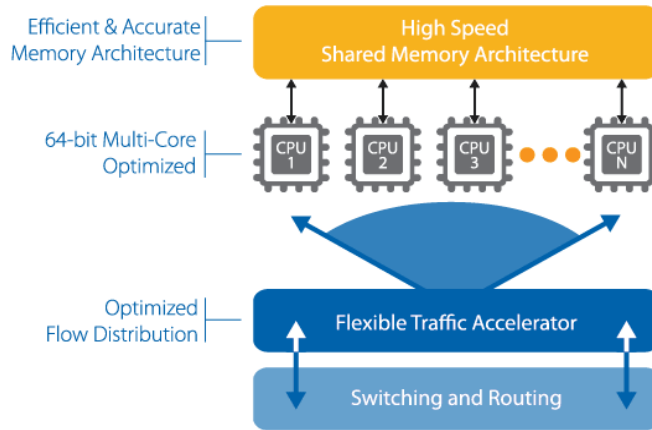 Efficient & Accurate
Memory Architecture
High Speed
Shared Memory Architecture
64-bit Multi-Core
Optimized
CPU
1
CPU
2
CPU
3
CPU
N
Optimized
Flow Distribution
Flexible Traffic Accelerator
Switching and Routing